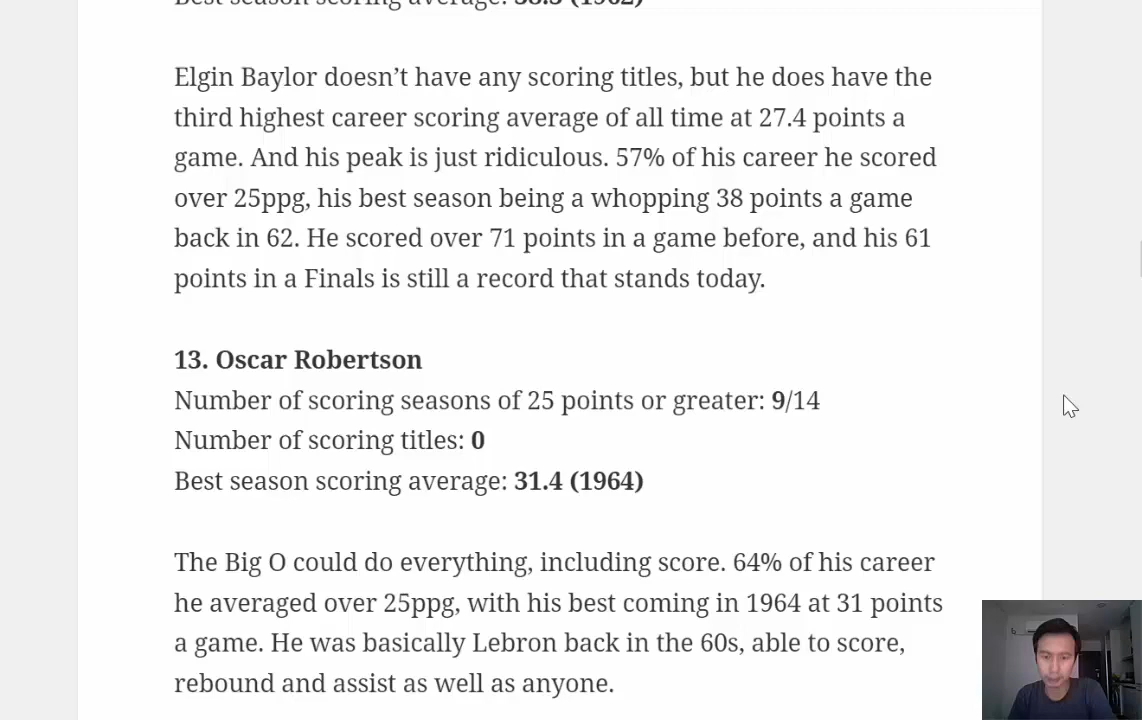 Best season scoring average: 38.3 (1962)
Elgin Baylor doesn’t have any scoring titles, but he does have the
third highest career scoring average of all time at 27.4 points a
game. And his peak is just ridiculous. 57% of his career he scored
over 25ppg, his best season being a whopping 38 points a game
back in 62. He scored over 71 points in a game before, and his 61
points in a Finals is still a record that stands today.
13. Oscar Robertson
Number of scoring seasons of 25 points or greater: 9/14
Number of scoring titles: 0
Best season scoring average: 31.4 (1964)
The Big O could do everything, including score. 64% of his career
he averaged over 25ppg, with his best coming in 1964 at 31 points
a game. He was basically Lebron back in the 60s, able to score,
rebound and assist as well as anyone.